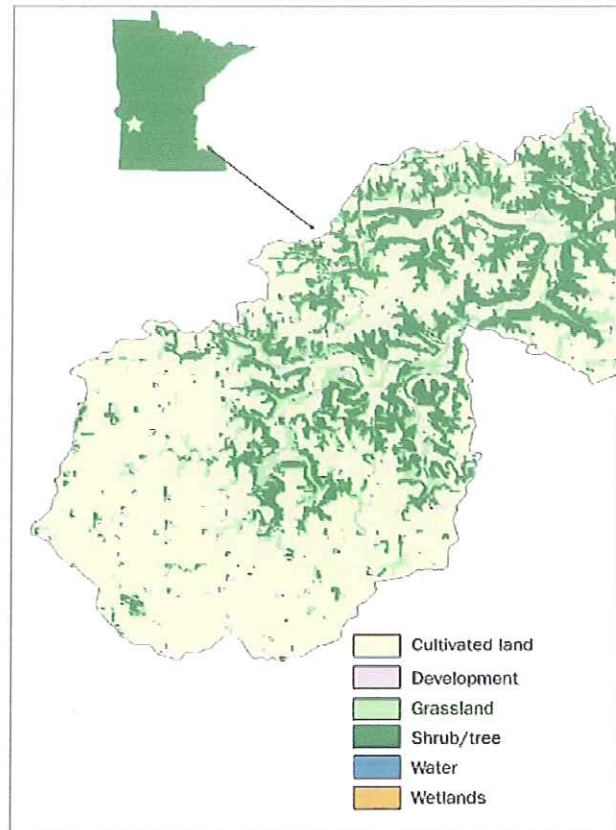 Cultivated land
Development
Grassland
Shrub/tree
Water
Wetlands